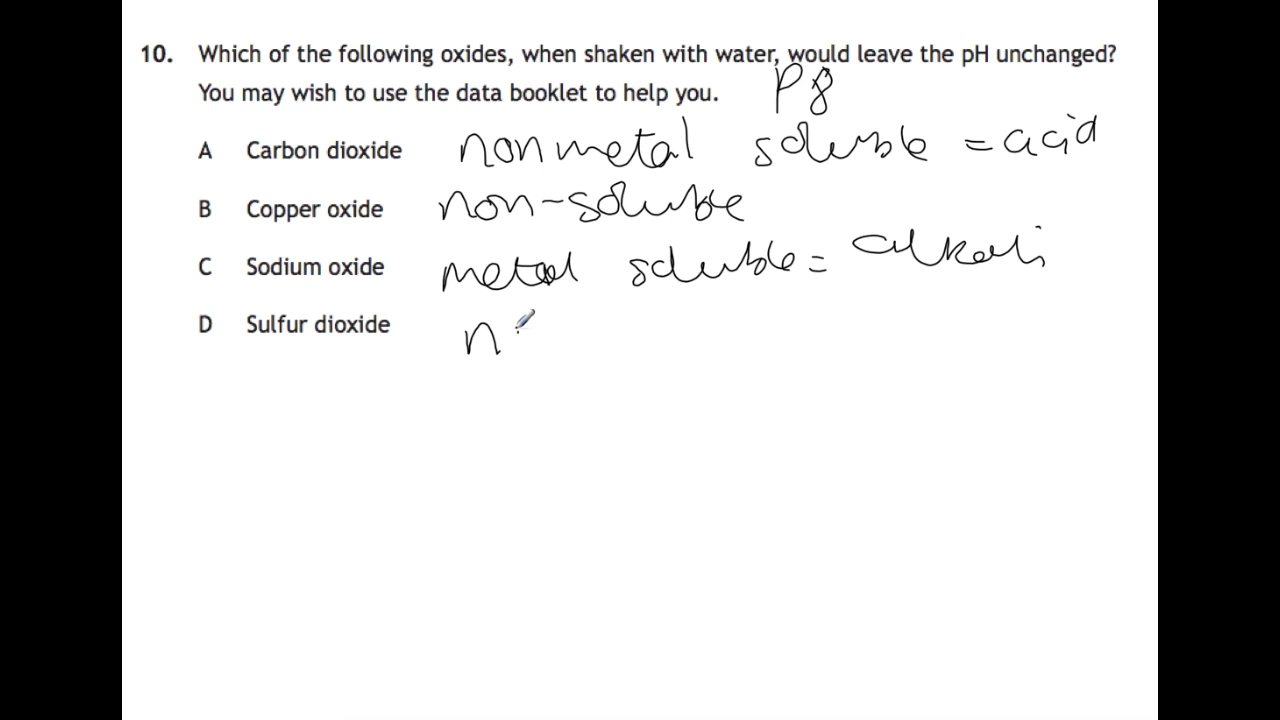 10. Which of the following oxides, when shaken with water, would leave the pH unchanged?
You may wish to use the data booklet to help you. P8
A Carbon dioxide nonmetal soluble = acid
B Copper oxide non-soluble
C Sodium oxide metal soluble = alkali
D Sulfur dioxide n